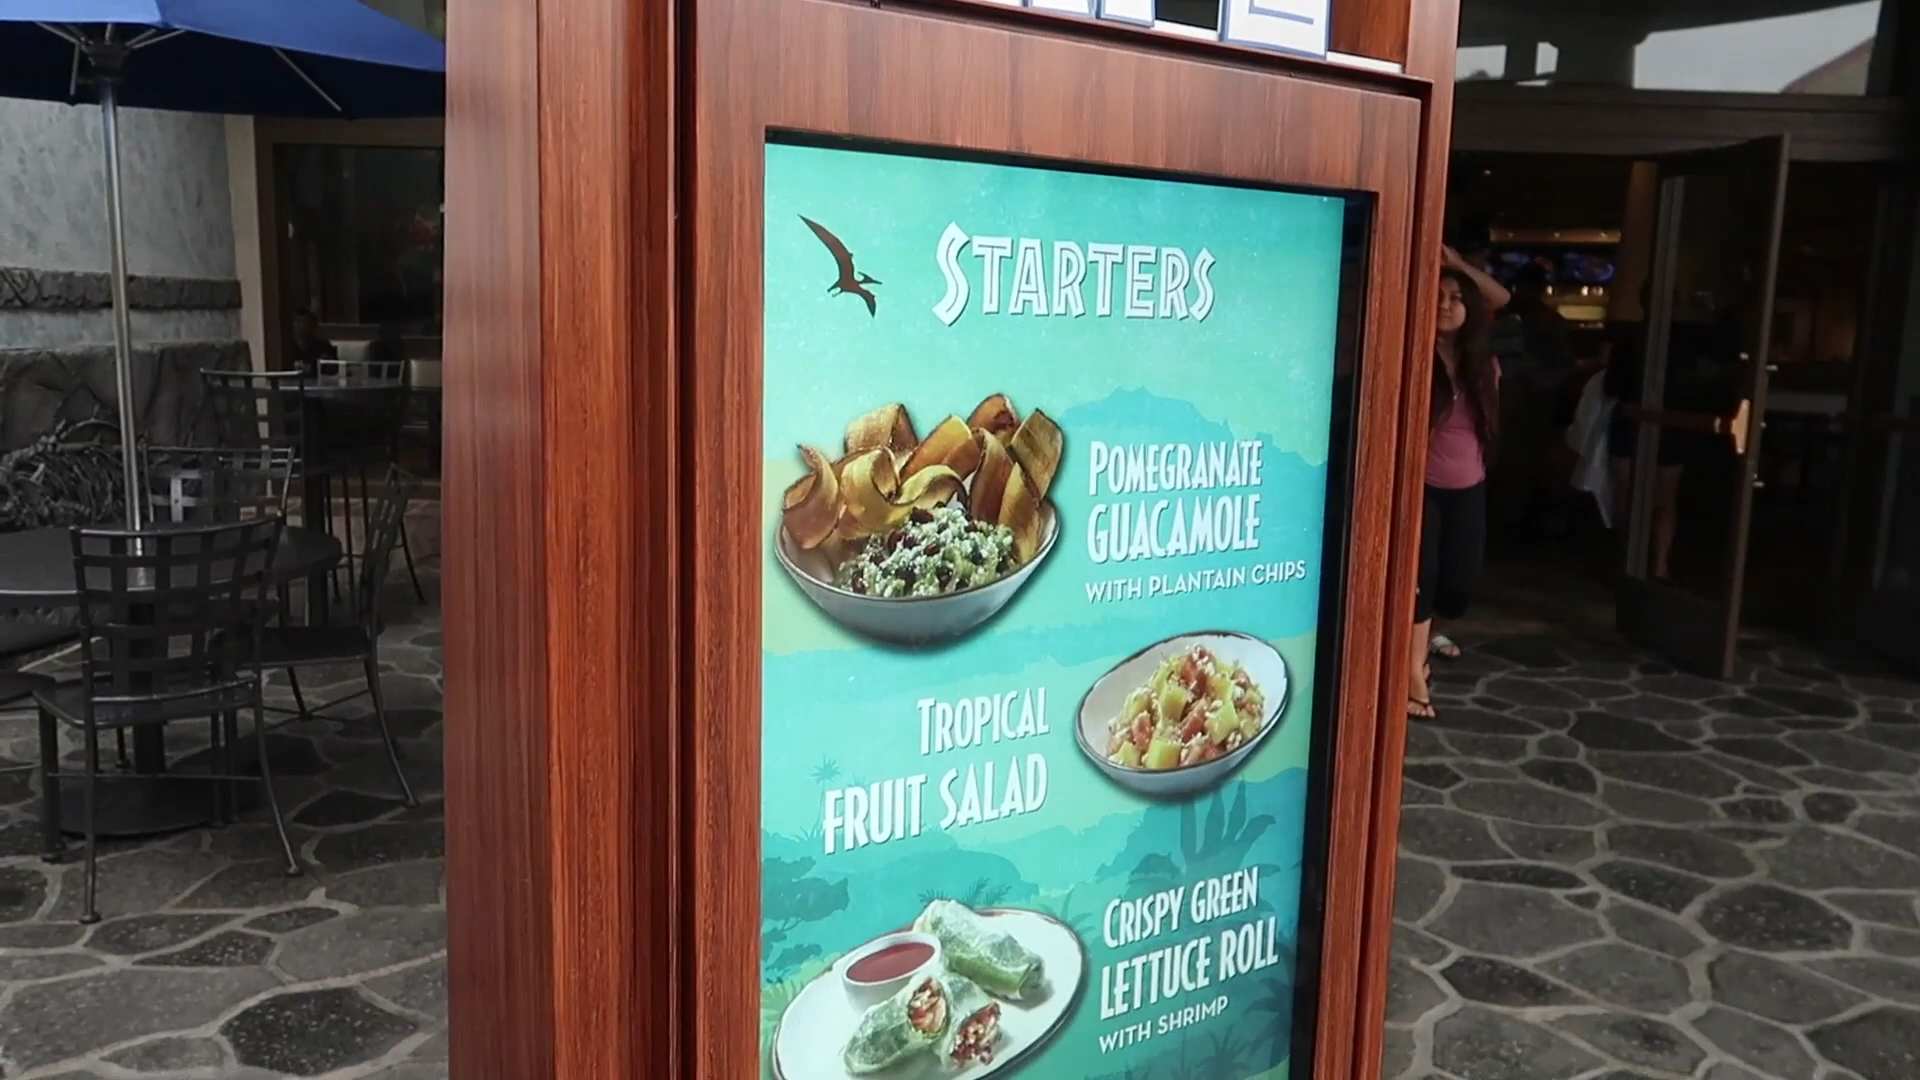 STARTERS
POMEGRANATE
GUACAMOLE
WITH PLANTAIN CHIPS
TROPICAL
FRUIT SALAD
CRISPY GREEN
LETTUCE ROLL
WITH SHRIMP